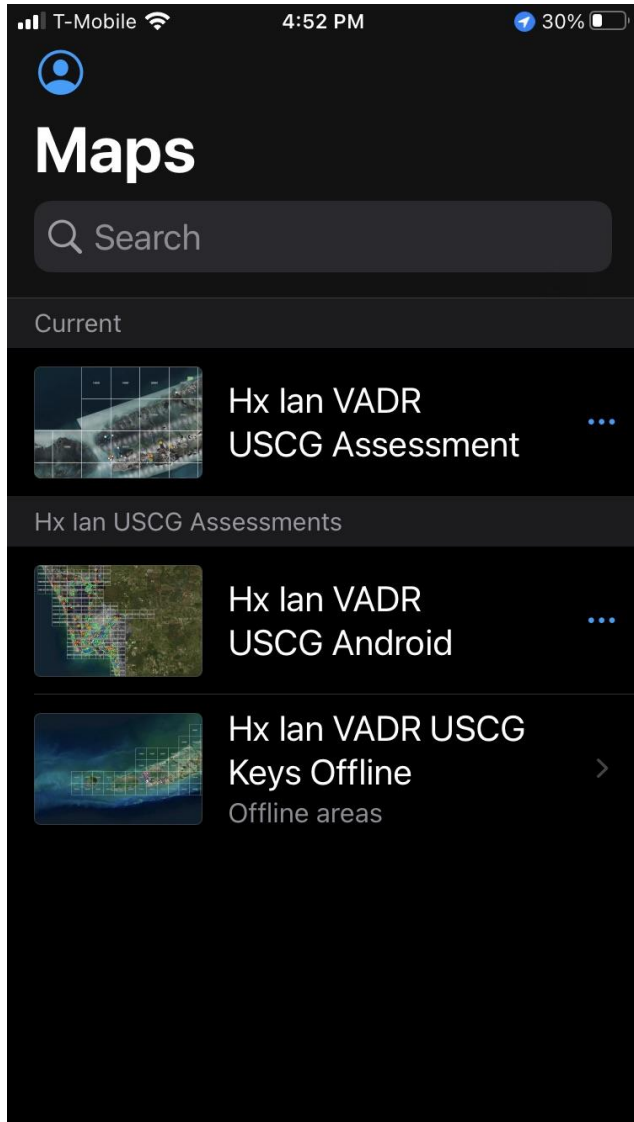 T-Mobile 4:52 PM 30%
Maps
Search
Current
Hx Ian VADR
USCG Assessment
Hx Ian USCG Assessments
Hx Ian VADR
USCG Android
Hx Ian VADR USCG
Keys Offline
Offline areas